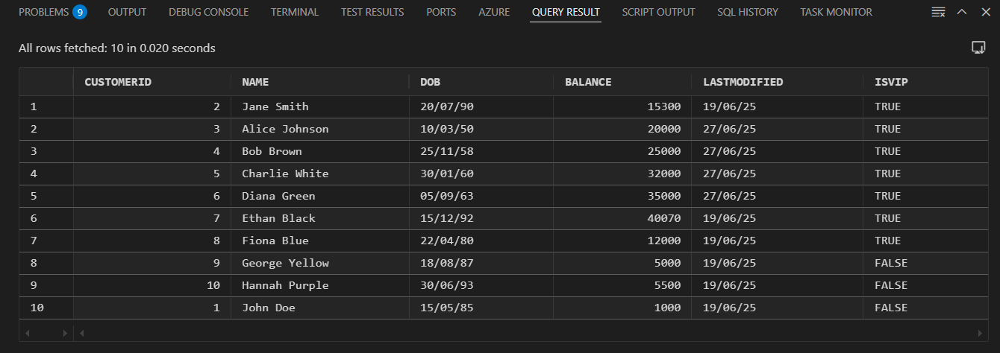 PROBLEMS 9 OUTPUT DEBUG CONSOLE TERMINAL TEST RESULTS PORTS AZURE QUERY RESULT SCRIPT OUTPUT SQL HISTORY TASK MONITOR
All rows fetched: 10 in 0.020 seconds
CUSTOMERID NAME DOB BALANCE LASTMODIFIED ISVIP
1 2 Jane Smith 20/07/90 15300 19/06/25 TRUE
2 3 Alice Johnson 10/03/50 20000 27/06/25 TRUE
3 4 Bob Brown 25/11/58 25000 27/06/25 TRUE
4 5 Charlie White 30/01/60 32000 27/06/25 TRUE
5 6 Diana Green 05/09/63 35000 27/06/25 TRUE
6 7 Ethan Black 15/12/92 40070 19/06/25 TRUE
7 8 Fiona Blue 22/04/80 12000 19/06/25 TRUE
8 9 George Yellow 18/08/87 5000 19/06/25 FALSE
9 10 Hannah Purple 30/06/93 5500 19/06/25 FALSE
10 1 John Doe 15/05/85 1000 19/06/25 FALSE